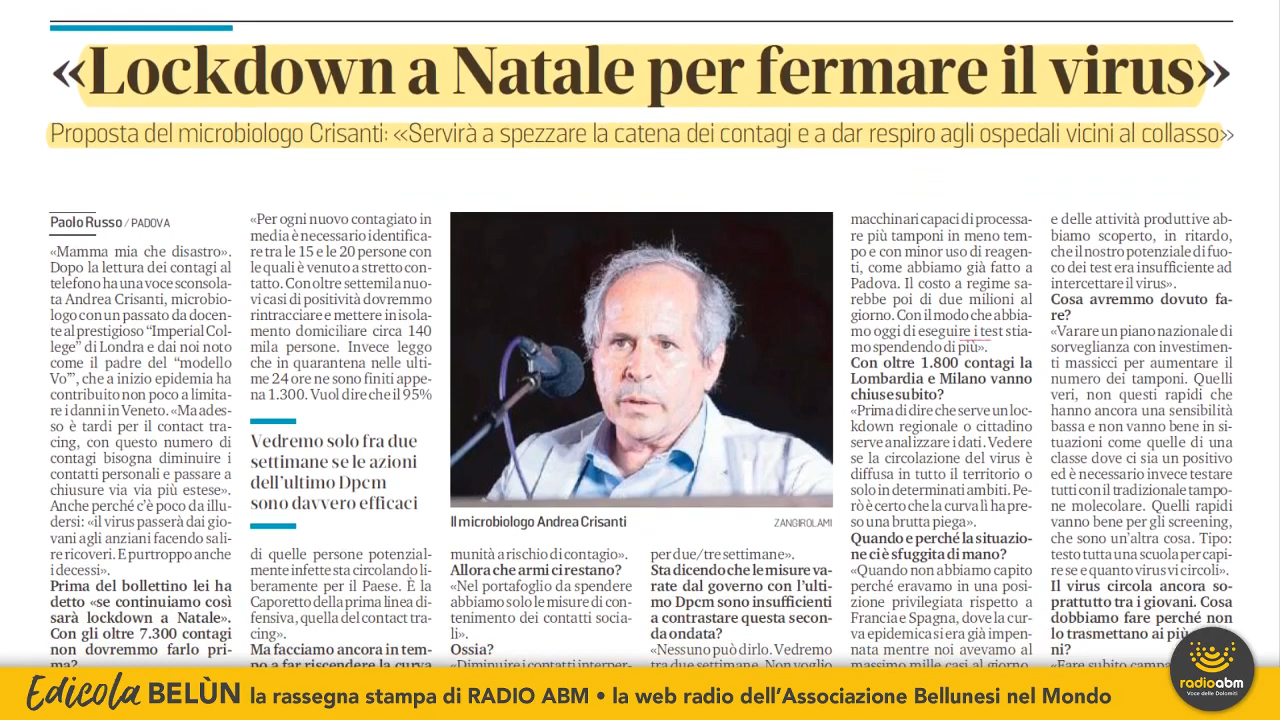 «Lockdown a Natale per fermare il virus»
Proposta del microbiologo Crisanti: «Servirà a spezzare la catena dei contagi e a dar respiro agli ospedali vicini al collasso»
Paolo Russo / PADOVA
«Mamma mia che disastro».
Dopo la lettura dei contagi al
telefono ha una voce sconsola-
ta Andrea Crisanti, microbio-
logo con un passato da docen-
te al prestigioso “Imperial Col-
lege” di Londra e dai noi noto
come il padre del “modello
Vo’”, che a inizio epidemia ha
contribuito non poco a limita-
re i danni in Veneto. «Ma ades-
so è tardi per il contact tra-
cing, con questo numero di
contagi bisogna diminuire i
contatti personali e passare a
chiusure via via più estese».
Anche perché c’è poco da illu-
dersi: «il virus passerà dai gio-
vani agli anziani facendo sali-
re ricoveri. E purtroppo anche
i decessi».
Prima del bollettino lei ha
detto «se continuiamo così
sarà lockdown a Natale».
Con gli oltre 7.300 contagi
non dovremmo farlo pri-
ma?
«Per ogni nuovo contagiato in
media è necessario identifica-
re tra le 15 e le 20 persone con
le quali è venuto a stretto con-
tatto. Con oltre settemila nuo-
vi casi di positività dovremmo
rintracciare e mettere in isola-
mento domiciliare circa 140
mila persone. Invece leggo
che in quarantena nelle ulti-
me 24 ore ne sono finiti appe-
na 1.300. Vuol dire che il 95%
Vedremo solo fra due
settimane se le azioni
dell’ultimo Dpcm
sono davvero efficaci
di quelle persone potenzial-
mente infette sta circolando li-
beramente per il Paese. È la
Caporetto della prima linea di-
fensiva, quella del contact tra-
cing».
Ma facciamo ancora in tem-
po a far riscendere la curva
Il microbiologo Andrea Crisanti
ZANGIROLAMI
munità a rischio di contagio».
Allora che armi ci restano?
«Nel portafoglio da spendere
abbiamo solo le misure di con-
tenimento dei contatti socia-
li».
Ossia?
«Diminuire i contatti interper-
per due/tre settimane».
Sta dicendo che le misure va-
rate dal governo con l’ulti-
mo Dpcm sono insufficienti
a contrastare questa secon-
da ondata?
«Nessuno può dirlo. Vedremo
tra due settimane. Non voglio
macchinari capaci di processa-
re più tamponi in meno tem-
po e con minor uso di reagen-
ti, come abbiamo già fatto a
Padova. Il costo a regime sa-
rebbe poi di due milioni al
giorno. Con il modo che abbia-
mo oggi di eseguire i test stia-
mo spendendo di più».
Con oltre 1.800 contagi la
Lombardia e Milano vanno
chiuse subito?
«Prima di dire che serve un loc-
kdown regionale o cittadino
serve analizzare i dati. Vedere
se la circolazione del virus è
diffusa in tutto il territorio o
solo in determinati ambiti. Pe-
rò è certo che la curva lì ha pre-
so una brutta piega».
Quando e perché la situazio-
ne ci è sfuggita di mano?
«Quando non abbiamo capito
perché eravamo in una posi-
zione privilegiata rispetto a
Francia e Spagna, dove la cur-
va epidemica si era già impen-
nata mentre noi avevamo al
massimo mille casi al giorno.
e delle attività produttive ab-
biamo scoperto, in ritardo,
che il nostro potenziale di fuo-
co dei test era insufficiente ad
intercettare il virus».
Cosa avremmo dovuto fa-
re?
«Varare un piano nazionale di
sorveglianza con investimen-
ti massicci per aumentare il
numero dei tamponi. Quelli
veri, non questi rapidi che
hanno ancora una sensibilità
bassa e non vanno bene in si-
tuazioni come quelle di una
classe dove ci sia un positivo
ed è necessario invece testare
tutti con il tradizionale tampo-
ne molecolare. Quelli rapidi
vanno bene per gli screening,
che sono un’altra cosa. Tipo:
testo tutta una scuola per capi-
re se e quanto virus vi circoli».
Il virus circola ancora so-
prattutto tra i giovani. Cosa
dobbiamo fare perché non
lo trasmettano ai più
ni?
«Fare subito
Edicola BELÙN la rassegna stampa di RADIO ABM • la web radio dell’Associazione Bellunesi nel Mondo
radioabm
Voce delle Dolomiti